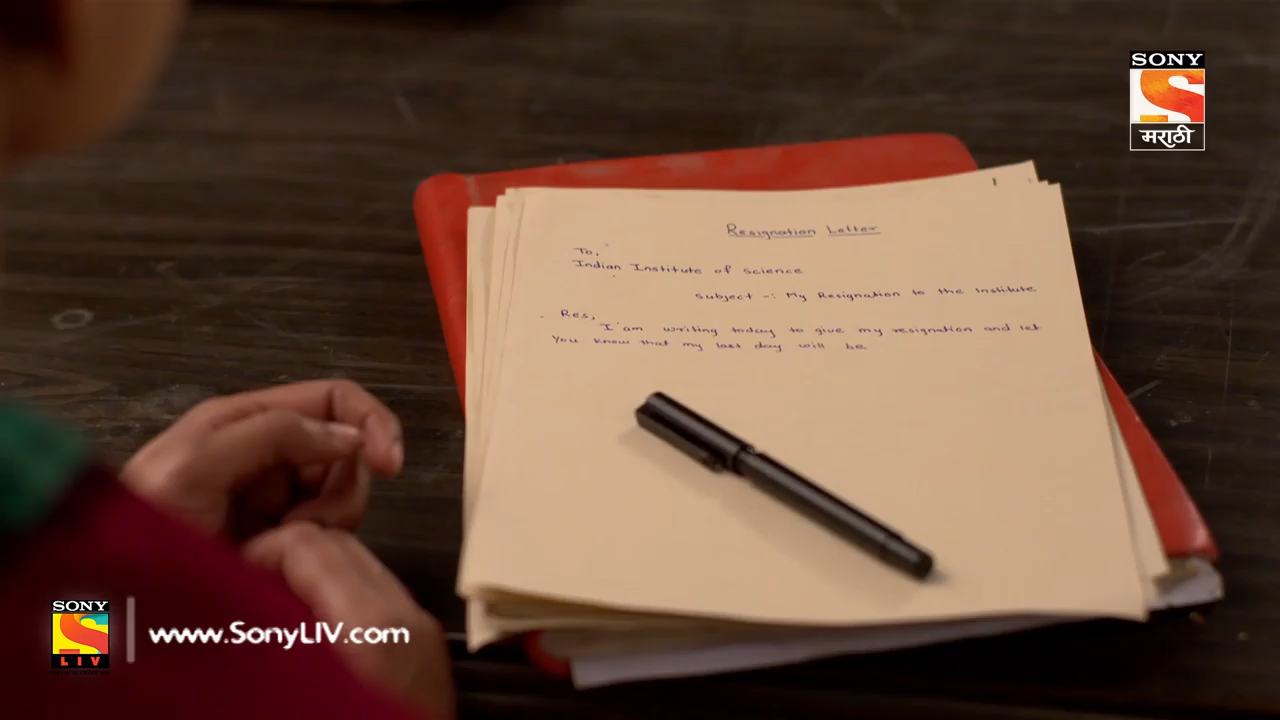 SONY
मराठी
Resignation Letter
To,
Indian Institute of Science
Subject -: My Resignation to the Institute
Res,
I am writing today to give my resignation and let
you know that my last day will be
SONY
LIV
www.SonyLIV.com